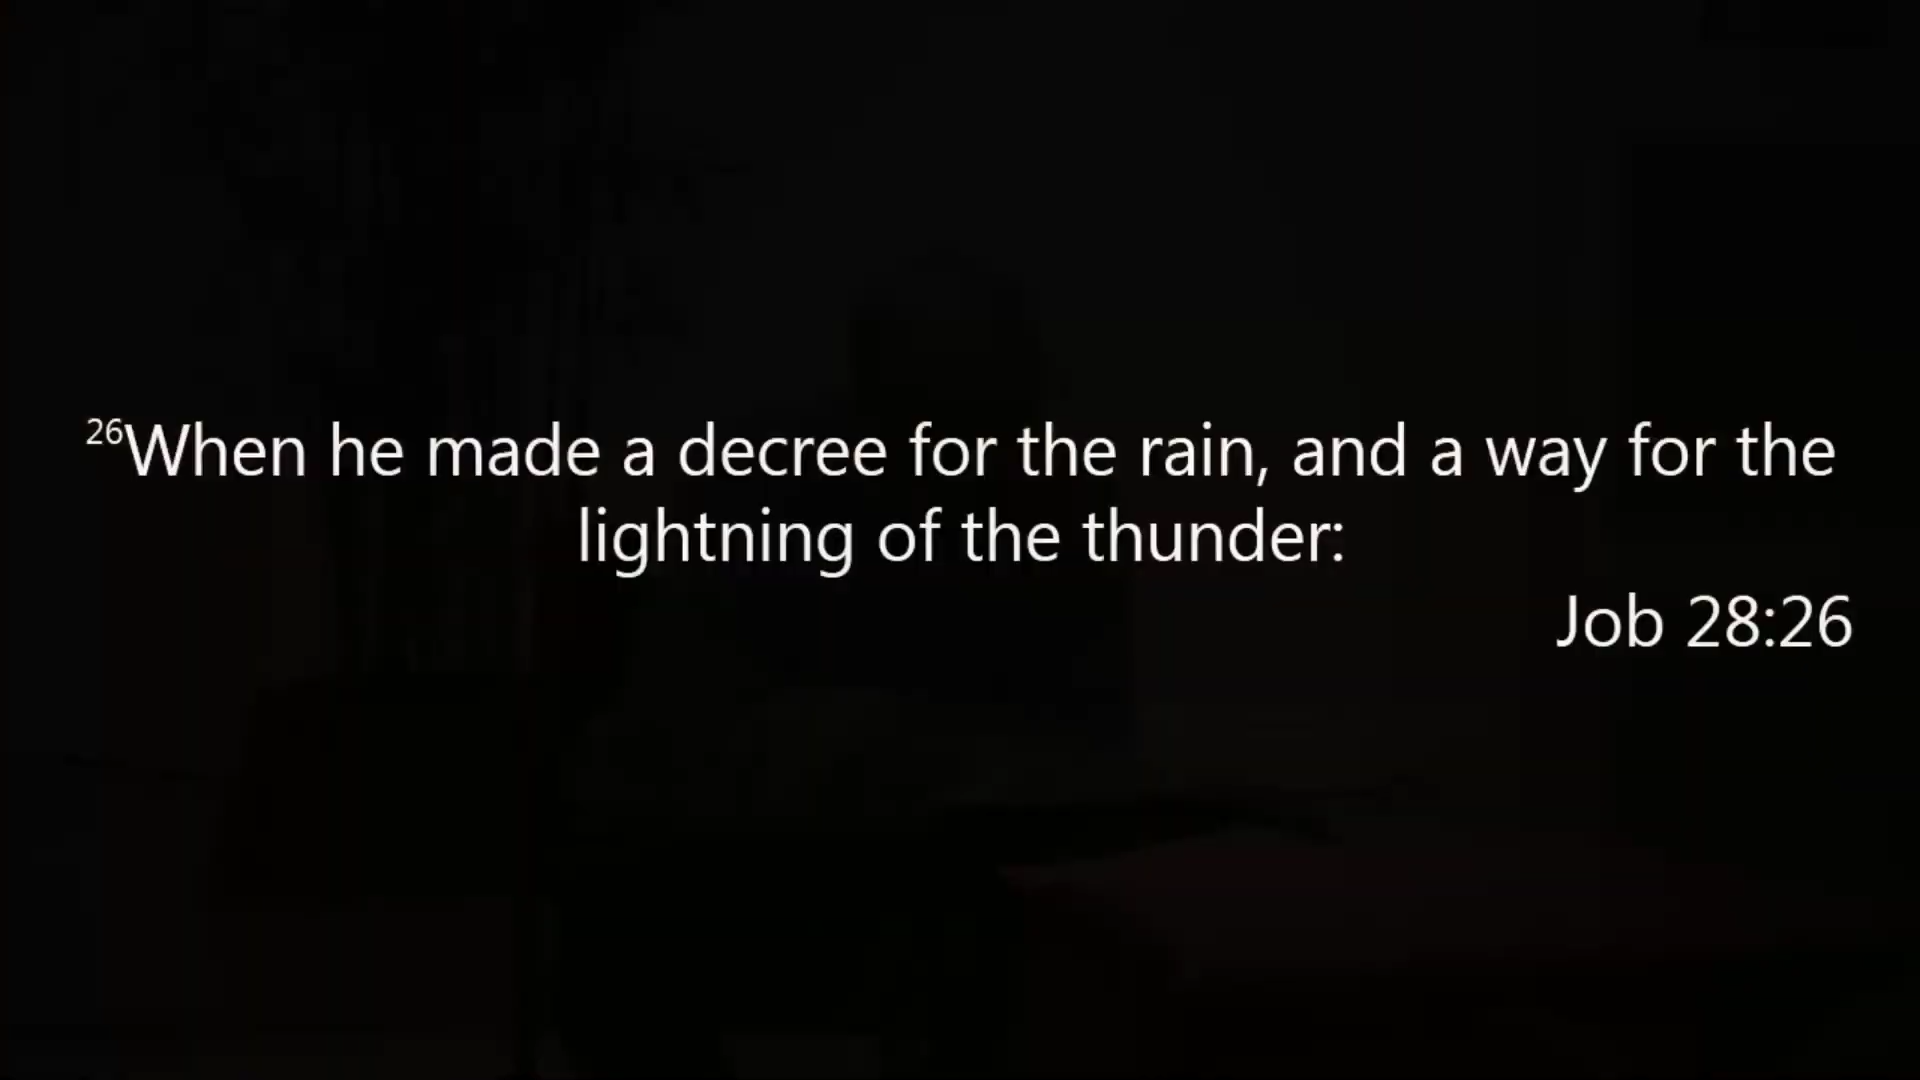 26When he made a decree for the rain, and a way for the
lightning of the thunder:
Job 28:26